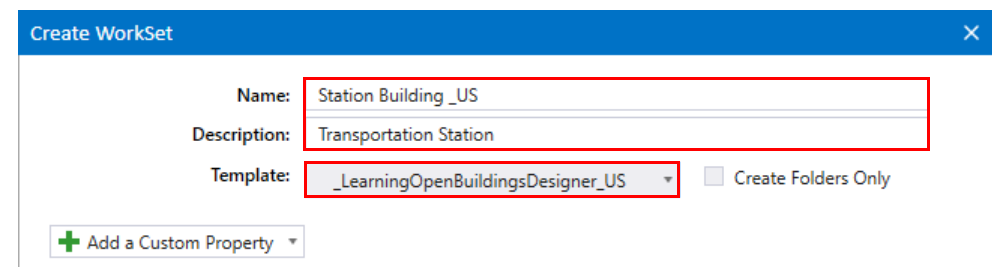 Create WorkSet
Name: Station Building _US
Description: Transportation Station
Template: _LearningOpenBuildingsDesigner_US Create Folders Only
Add a Custom Property